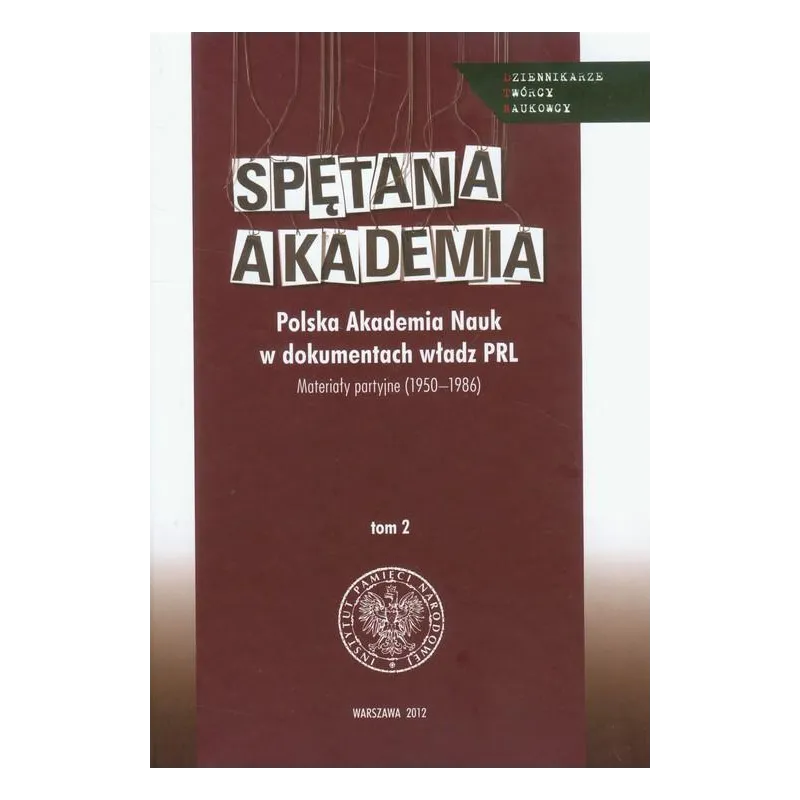 DZIENNIKARZE
TWÓRCY
NAUKOWCY
SPĘTANA
AKADEMIA
Polska Akademia Nauk
w dokumentach władz PRL
Materiały partyjne (1950–1986)
tom 2
INSTYTUT PAMIĘCI NARODOWEJ
WARSZAWA 2012